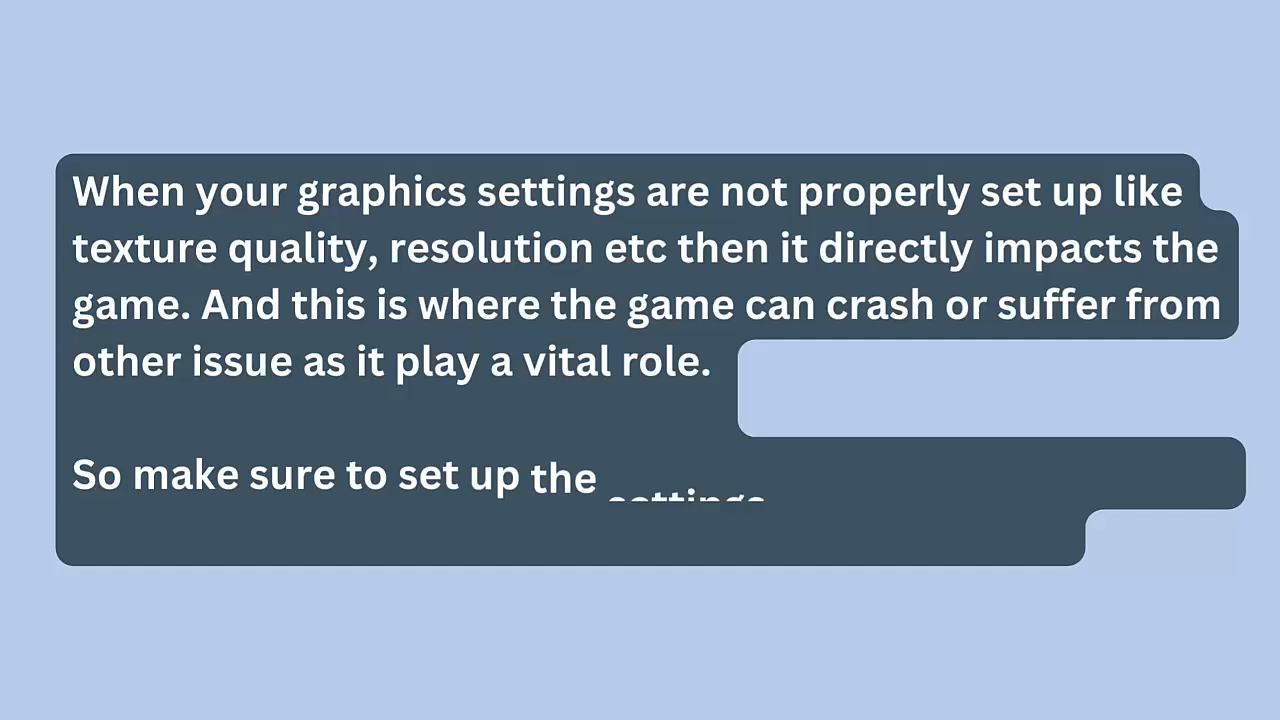 When your graphics settings are not properly set up like
texture quality, resolution etc then it directly impacts the
game. And this is where the game can crash or suffer from
other issue as it play a vital role.
So make sure to set up the